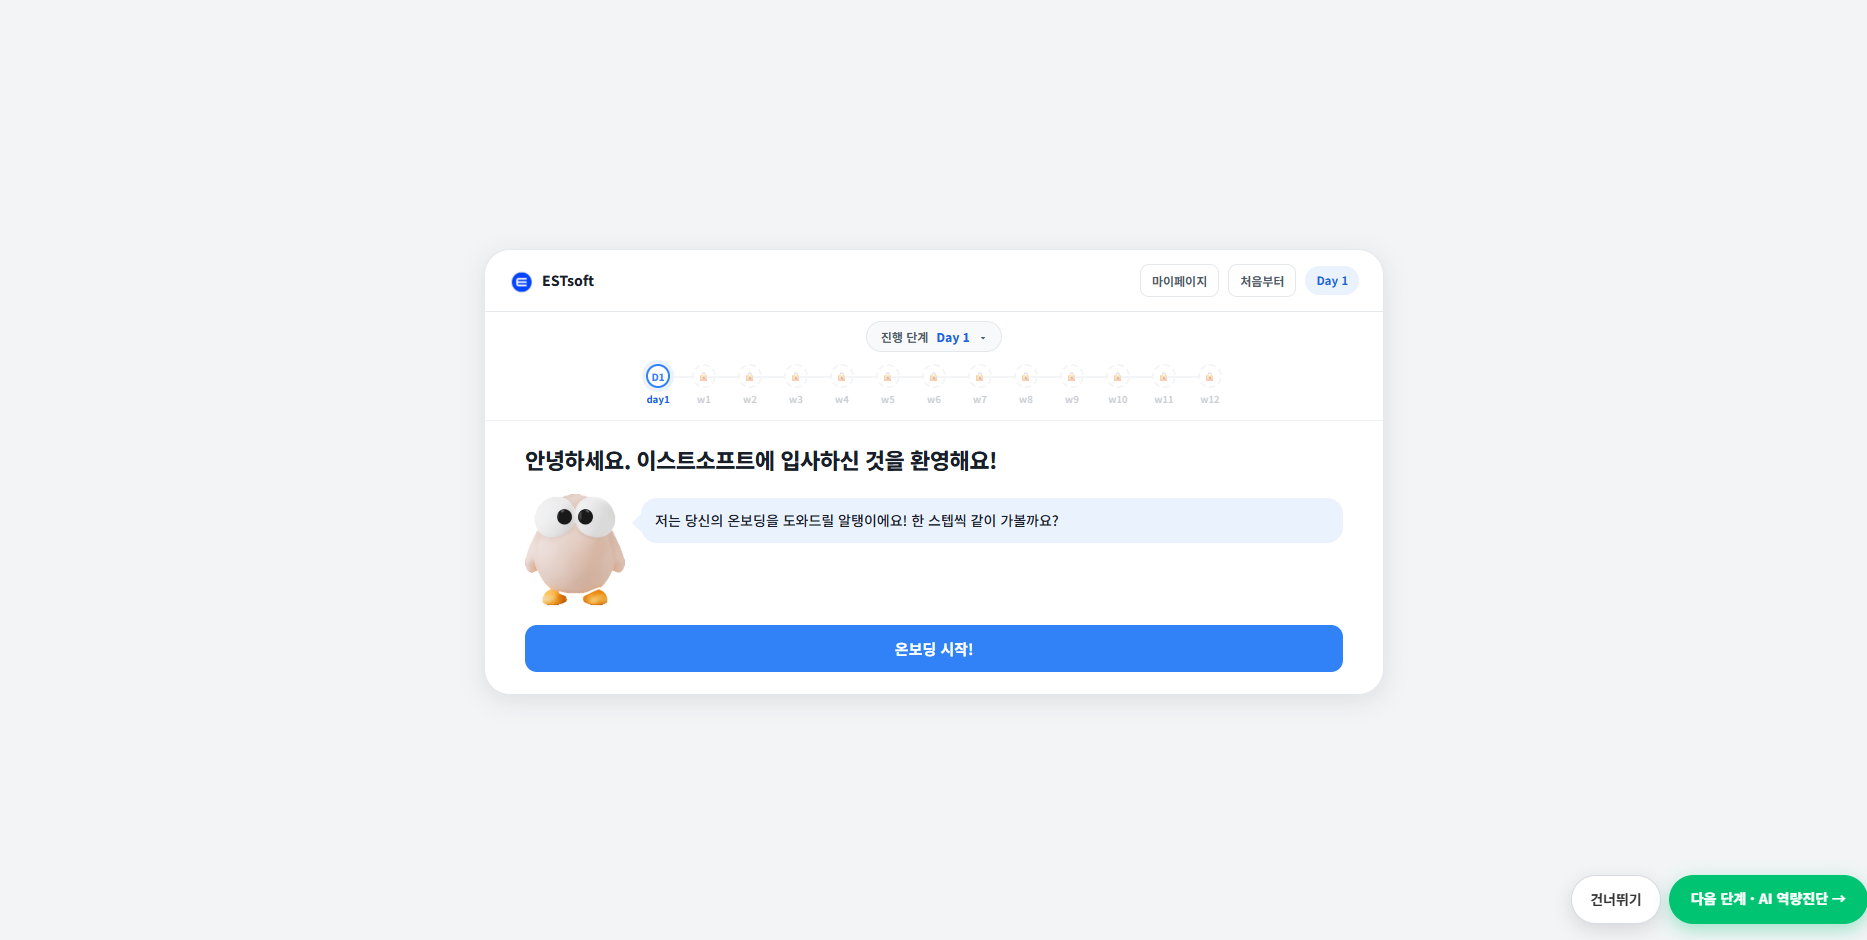 ESTsoft
마이페이지
처음부터
Day 1
진행 단계 Day 1
D1
day1 w1 w2 w3 w4 w5 w6 w7 w8 w9 w10 w11 w12
안녕하세요. 이스트소프트에 입사하신 것을 환영해요!
저는 당신의 온보딩을 도와드릴 알탱이에요! 한 스텝씩 같이 가볼까요?
온보딩 시작!
건너뛰기
다음 단계 · AI 역량진단 →